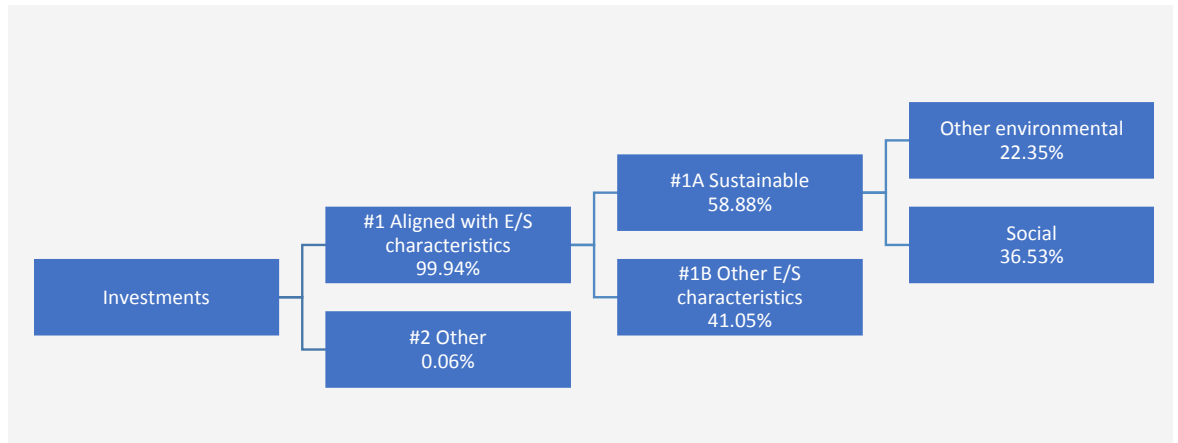 Investments
#1 Aligned with E/S
characteristics
99.94%
#2 Other
0.06%
#1A Sustainable
58.88%
#1B Other E/S
characteristics
41.05%
Other environmental
22.35%
Social
36.53%